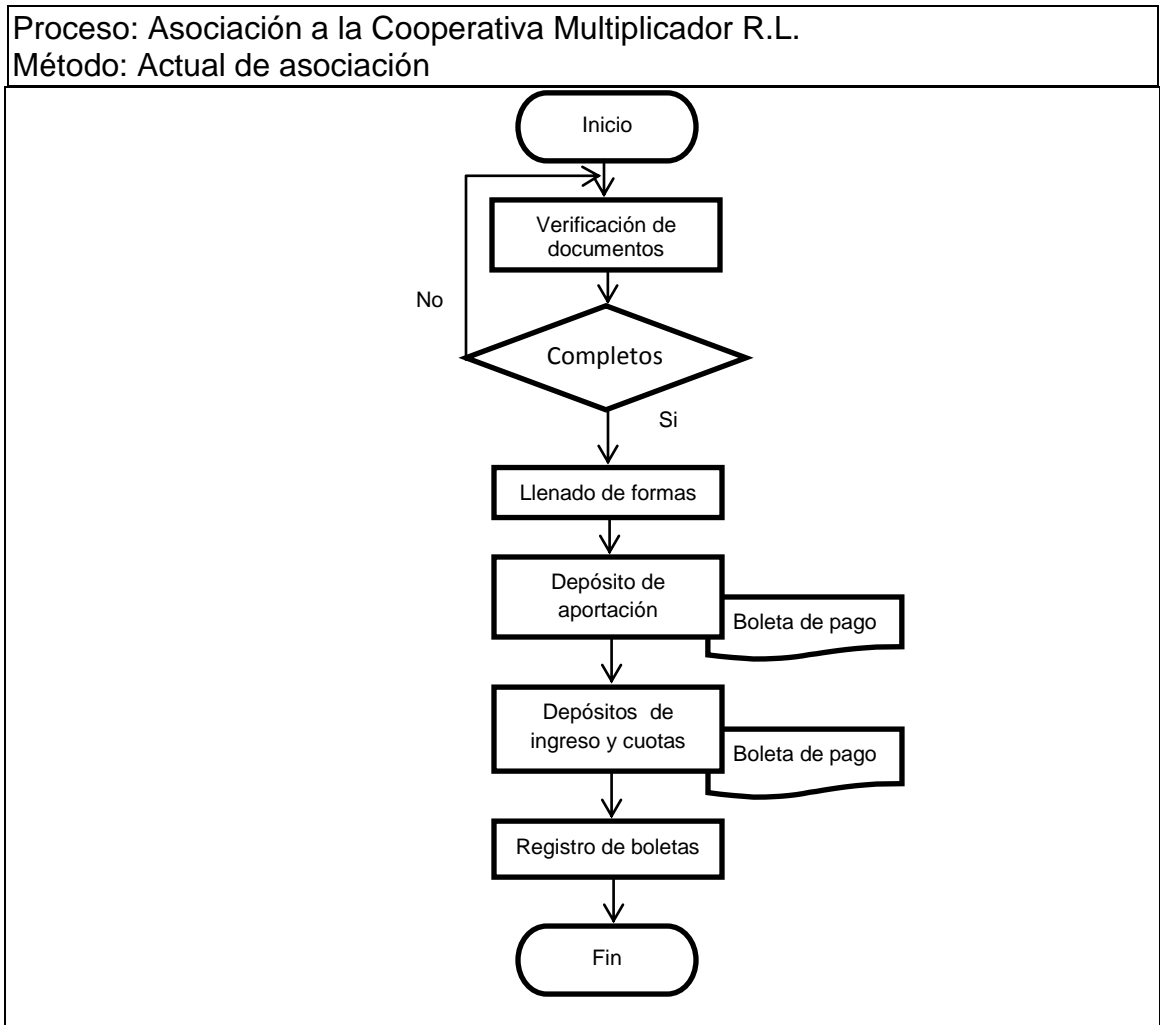 Proceso: Asociación a la Cooperativa Multiplicador R.L.
Método: Actual de asociación
Inicio
Verificación de
documentos
No
Completos
Si
Llenado de formas
Depósito de
aportación
Boleta de pago
Depósitos de
ingreso y cuotas
Boleta de pago
Registro de boletas
Fin